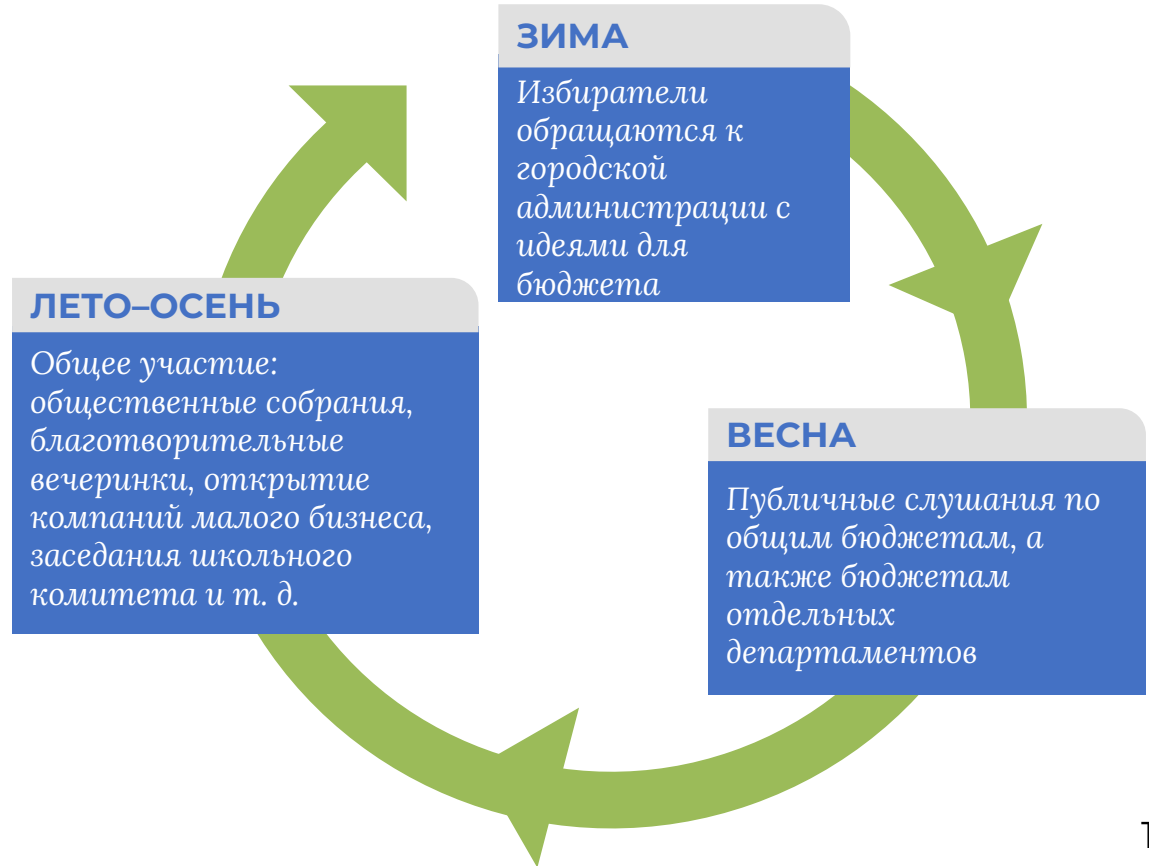 ЗИМА
Избиратели
обращаются к
городской
администрации с
идеями для
бюджета
ВЕСНА
Публичные слушания по
общим бюджетам, а
также бюджетам
отдельных
департаментов
ЛЕТО–ОСЕНЬ
Общее участие:
общественные собрания,
благотворительные
вечеринки, открытие
компаний малого бизнеса,
заседания школьного
комитета и т. д.